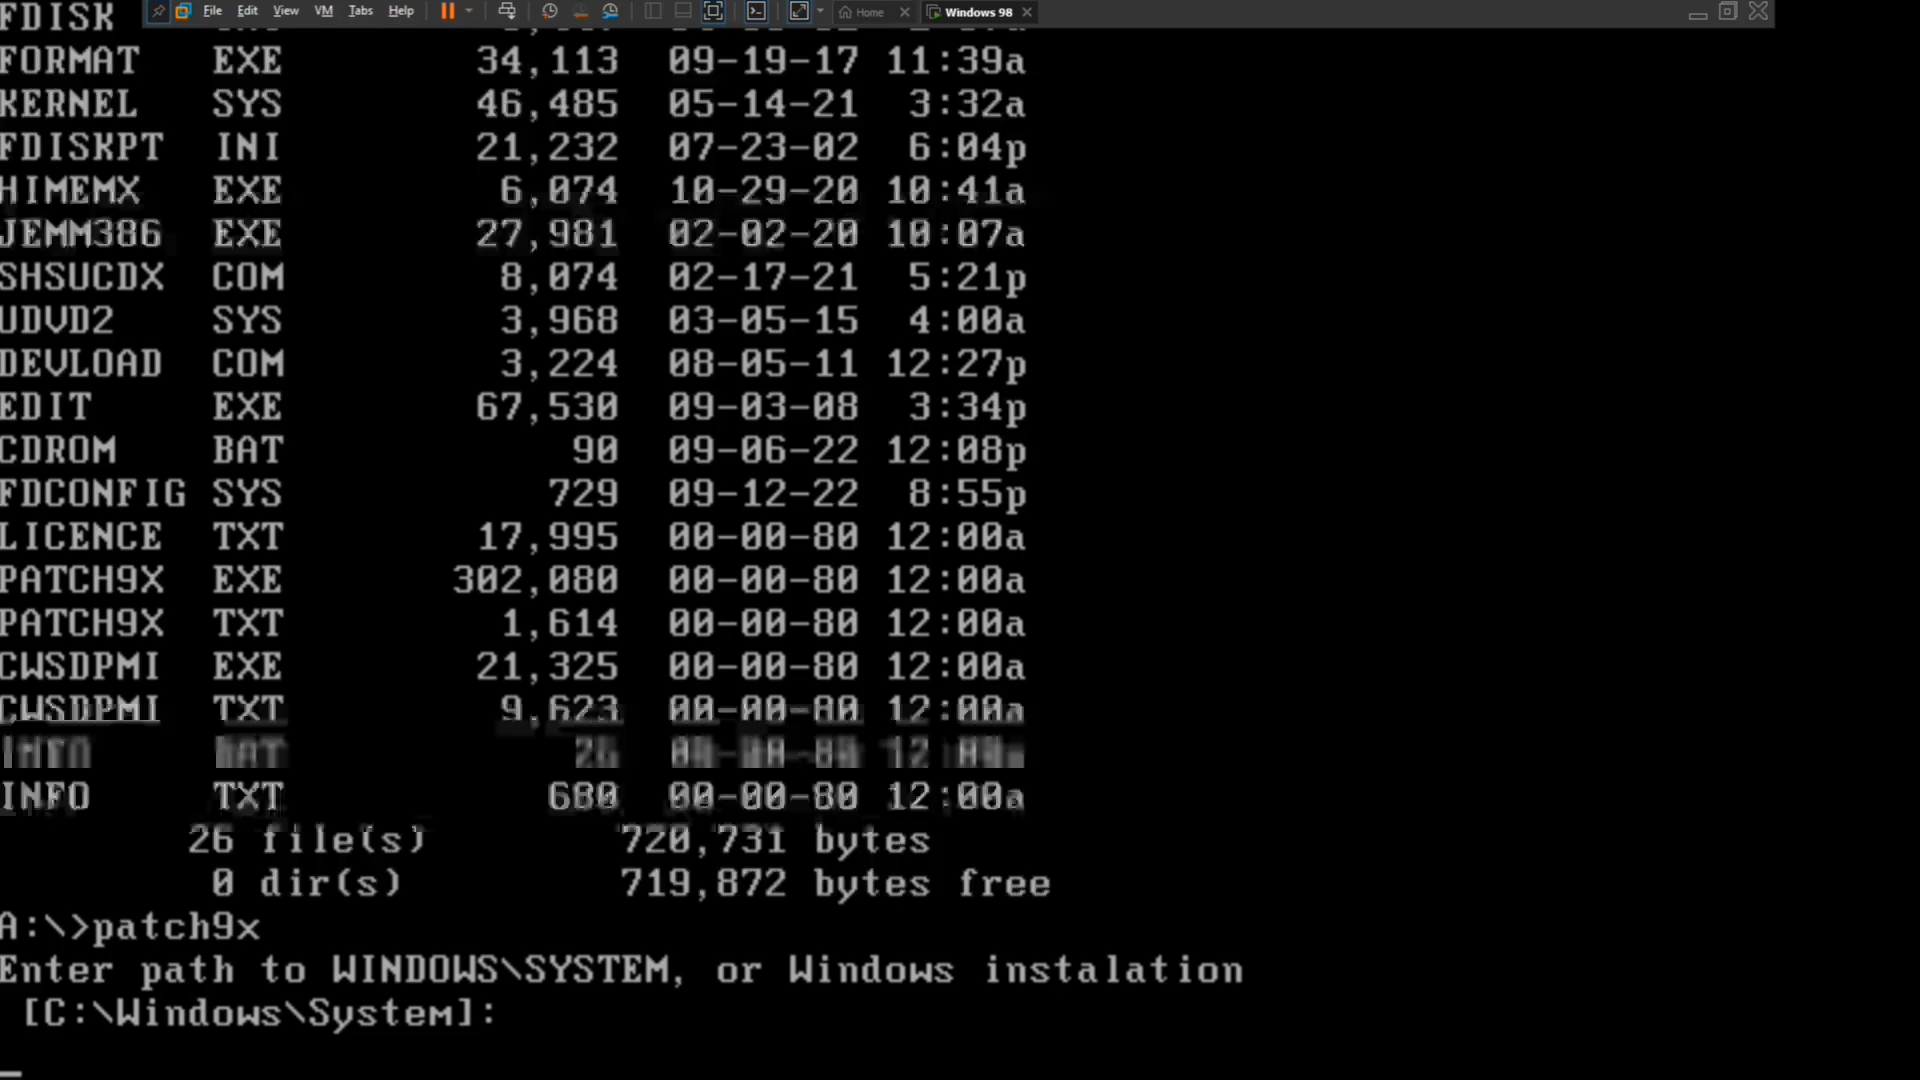 File Edit View VM Tabs Help Home Windows 98
FDISK
FORMAT EXE 34,113 09-19-17 11:39a
KERNEL SYS 46,485 05-14-21 3:32a
FDISKPT INI 21,232 07-23-02 6:04p
HIMEMX EXE 6,074 10-29-20 10:41a
JEMM386 EXE 27,981 02-02-20 10:07a
SHSUCDX COM 8,074 02-17-21 5:21p
UDVD2 SYS 3,968 03-05-15 4:00a
DEVLOAD COM 3,224 08-05-11 12:27p
EDIT EXE 67,530 09-03-08 3:34p
CDROM BAT 90 09-06-22 12:08p
FDCONFIG SYS 729 09-12-22 8:55p
LICENCE TXT 17,995 00-00-80 12:00a
PATCH9X EXE 302,080 00-00-80 12:00a
PATCH9X TXT 1,614 00-00-80 12:00a
CWSDPMI EXE 21,325 00-00-80 12:00a
CWSDPMI TXT 9,623 00-00-80 12:00a
INFO BAT 26 00-00-80
INFO TXT 680 00-00-80 12:00a
26 file(s) 720,731 bytes
0 dir(s) 719,872 bytes free
A:\>patch9x
Enter path to WINDOWS\SYSTEM, or Windows instalation
[C:\Windows\System]: